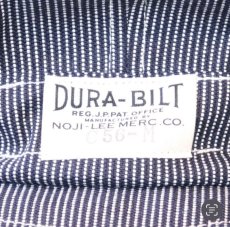 DURA-BILT
REG. J.P. PAT. OFFICE
MANUFACTURED BY
NOJI-LEE MERC. CO.